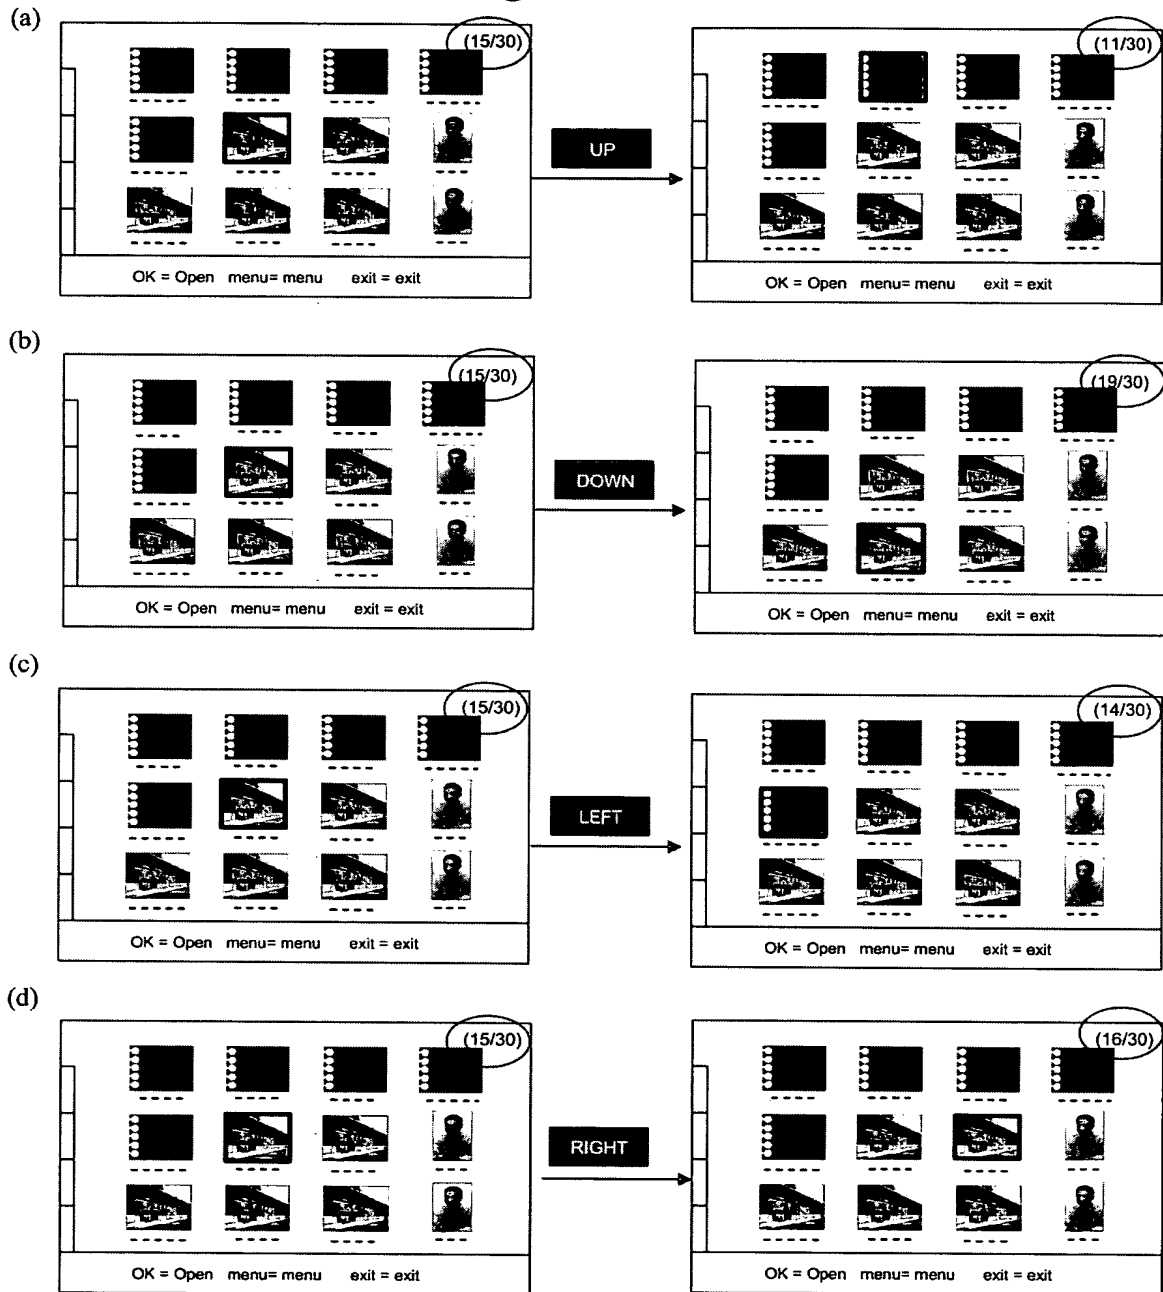 (a)
(15/30)
(11/30)
UP
OK = Open menu= menu exit = exit
OK = Open menu= menu exit = exit
(b)
(15/30)
(19/30)
DOWN
OK = Open menu= menu exit = exit
OK = Open menu= menu exit = exit
(c)
(15/30)
(14/30)
LEFT
OK = Open menu= menu exit = exit
OK = Open menu= menu exit = exit
(d)
(15/30)
(16/30)
RIGHT
OK = Open menu= menu exit = exit
OK = Open menu= menu exit = exit